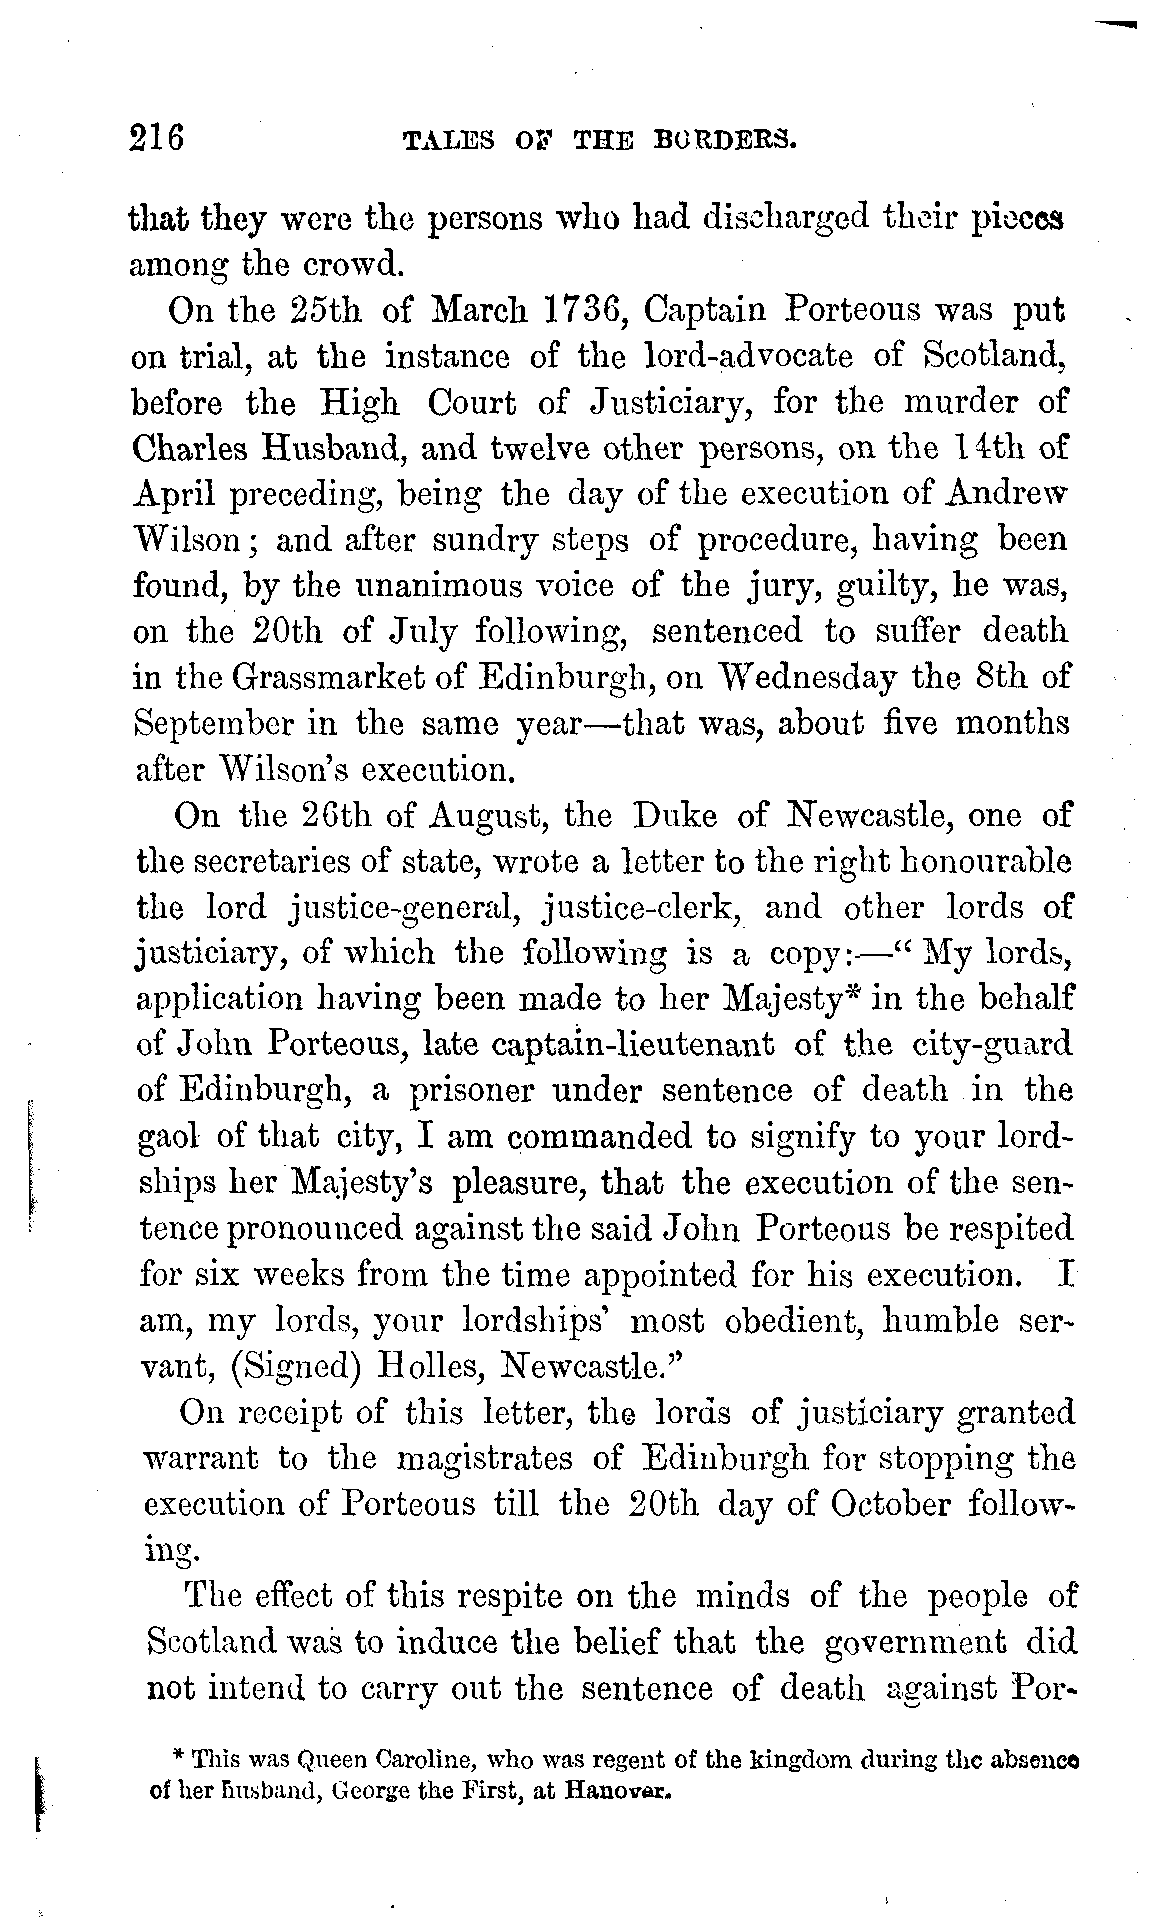 216 TALES OF THE BORDERS.
that they were the persons who had discharged their pieces
among the crowd.
On the 25th of March 1736, Captain Porteous was put
on trial, at the instance of the lord-advocate of Scotland,
before the High Court of Justiciary, for the murder of
Charles Husband, and twelve other persons, on the 14th of
April preceding, being the day of the execution of Andrew
Wilson; and after sundry steps of procedure, having been
found, by the unanimous voice of the jury, guilty, he was,
on the 20th of July following, sentenced to suffer death
in the Grassmarket of Edinburgh, on Wednesday the 8th of
September in the same year—that was, about five months
after Wilson's execution.
On the 26th of August, the Duke of Newcastle, one of
the secretaries of state, wrote a letter to the right honourable
the lord justice-general, justice-clerk, and other lords of
justiciary, of which the following is a copy:—“My lords,
application having been made to her Majesty* in the behalf
of John Porteous, late captain-lieutenant of the city-guard
of Edinburgh, a prisoner under sentence of death in the
gaol of that city, I am commanded to signify to your lord-
ships her Majesty's pleasure, that the execution of the sen-
tence pronounced against the said John Porteous be respited
for six weeks from the time appointed for his execution. I
am, my lords, your lordships' most obedient, humble ser-
vant, (Signed) Holles, Newcastle.”
On receipt of this letter, the lords of justiciary granted
warrant to the magistrates of Edinburgh for stopping the
execution of Porteous till the 20th day of October follow-
ing.
The effect of this respite on the minds of the people of
Scotland was to induce the belief that the government did
not intend to carry out the sentence of death against Por-
* This was Queen Caroline, who was regent of the kingdom during the absence
of her husband, George the First, at Hanover.